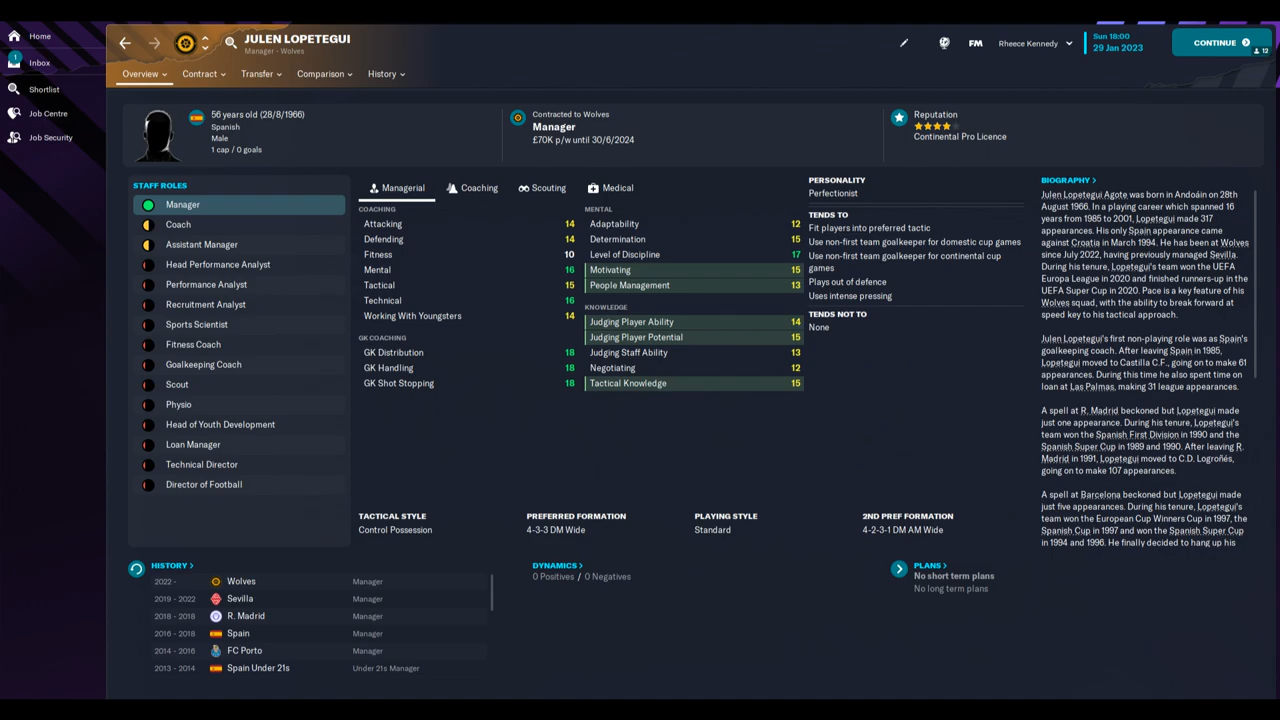 Home
1
Inbox
Shortlist
Job Centre
Job Security
JULEN LOPETEGUI
Manager - Wolves
FM
Rheece Kennedy
Sun 18:00
29 Jan 2023
CONTINUE
12
Overview
Contract
Transfer
Comparison
History
56 years old (28/8/1966)
Spanish
Male
1 cap / 0 goals
Contracted to Wolves
Manager
£70K p/w until 30/6/2024
Reputation
Continental Pro Licence
STAFF ROLES
Manager
Coach
Assistant Manager
Head Performance Analyst
Performance Analyst
Recruitment Analyst
Sports Scientist
Fitness Coach
Goalkeeping Coach
Scout
Physio
Head of Youth Development
Loan Manager
Technical Director
Director of Football
Managerial
Coaching
Scouting
Medical
COACHING
Attacking 14
Defending 14
Fitness 10
Mental 16
Tactical 15
Technical 16
Working With Youngsters 14
GK COACHING
GK Distribution 18
GK Handling 18
GK Shot Stopping 18
MENTAL
Adaptability 12
Determination 15
Level of Discipline 17
Motivating 15
People Management 13
KNOWLEDGE
Judging Player Ability 14
Judging Player Potential 15
Judging Staff Ability 13
Negotiating 12
Tactical Knowledge 15
PERSONALITY
Perfectionist
TENDS TO
Fit players into preferred tactic
Use non-first team goalkeeper for domestic cup games
Use non-first team goalkeeper for continental cup
games
Plays out of defence
Uses intense pressing
TENDS NOT TO
None
BIOGRAPHY >
Julen Lopetegui Agote was born in Andoáin on 28th
August 1966. In a playing career which spanned 16
years from 1985 to 2001, Lopetegui made 317
appearances. His only Spain appearance came
against Croatia in March 1994. He has been at Wolves
since July 2022, having previously managed Sevilla.
During his tenure, Lopetegui's team won the UEFA
Europa League in 2020 and finished runners-up in the
UEFA Super Cup in 2020. Pace is a key feature of his
Wolves squad, with the ability to break forward at
speed key to his tactical approach.
Julen Lopetegui's first non-playing role was as Spain's
goalkeeping coach. After leaving Spain in 1985,
Lopetegui moved to Castilla C.F., going on to make 61
appearances. During this time he also spent time on
loan at Las Palmas, making 31 league appearances.
A spell at R. Madrid beckoned but Lopetegui made
just one appearance. During his tenure, Lopetegui's
team won the Spanish First Division in 1990 and the
Spanish Super Cup in 1989 and 1990. After leaving R.
Madrid in 1991, Lopetegui moved to C.D. Logroñés,
going on to make 107 appearances.
A spell at Barcelona beckoned but Lopetegui made
just five appearances. During his tenure, Lopetegui's
team won the European Cup Winners Cup in 1997, the
Spanish Cup in 1997 and won the Spanish Super Cup
in 1994 and 1996. He finally decided to hang up his
TACTICAL STYLE
Control Possession
PREFERRED FORMATION
4-3-3 DM Wide
PLAYING STYLE
Standard
2ND PREF FORMATION
4-2-3-1 DM AM Wide
HISTORY >
2022 - Wolves Manager
2019 - 2022 Sevilla Manager
2018 - 2018 R. Madrid Manager
2016 - 2018 Spain Manager
2014 - 2016 FC Porto Manager
2013 - 2014 Spain Under 21s Under 21s Manager
DYNAMICS >
0 Positives / 0 Negatives
PLANS >
No short term plans
No long term plans